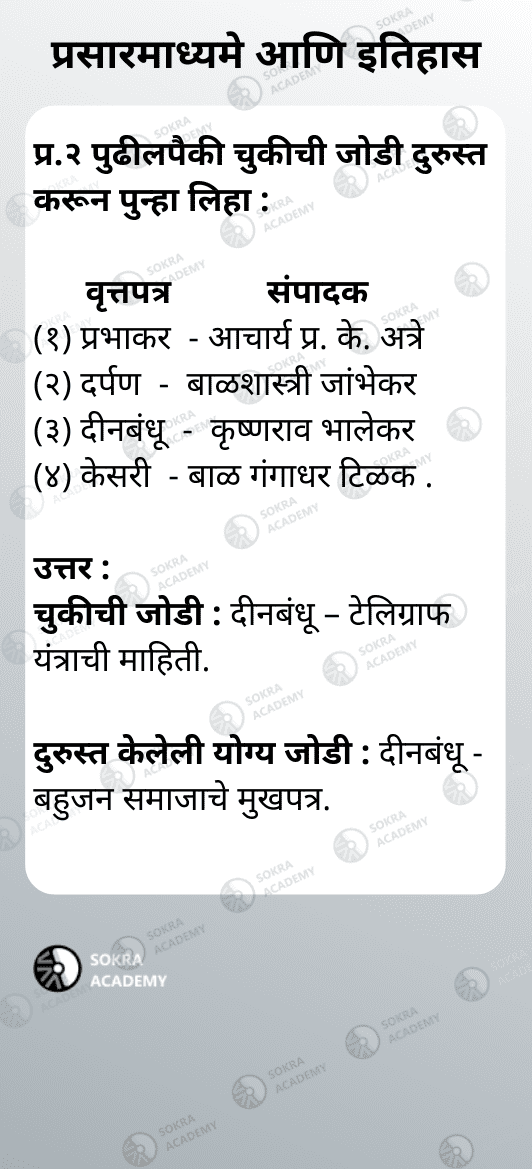 प्रसारमाध्यमे आणि इतिहास
प्र.२ पुढीलपैकी चुकीची जोडी दुरुस्त
करून पुन्हा लिहा :
वृत्तपत्र संपादक
(१) प्रभाकर - आचार्य प्र. के. अत्रे
(२) दर्पण - बाळशास्त्री जांभेकर
(३) दीनबंधू - कृष्णराव भालेकर
(४) केसरी - बाळ गंगाधर टिळक .
उत्तर :
चुकीची जोडी : दीनबंधू – टेलिग्राफ
यंत्राची माहिती.
दुरुस्त केलेली योग्य जोडी : दीनबंधू -
बहुजन समाजाचे मुखपत्र.
SOKRA
ACADEMY